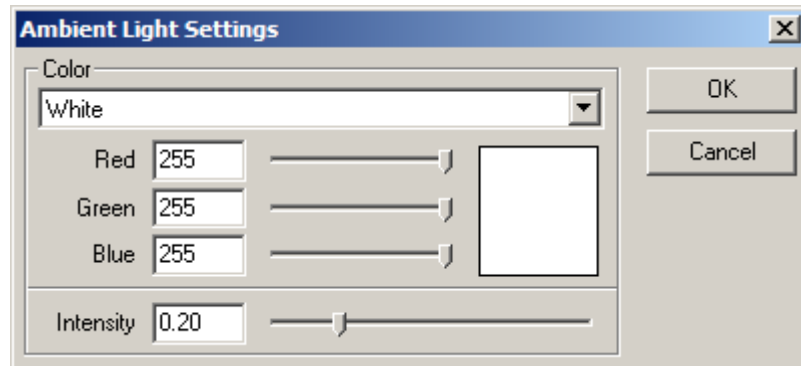 Ambient Light Settings
Color
White
OK
Red 255
Cancel
Green 255
Blue 255
Intensity 0.20